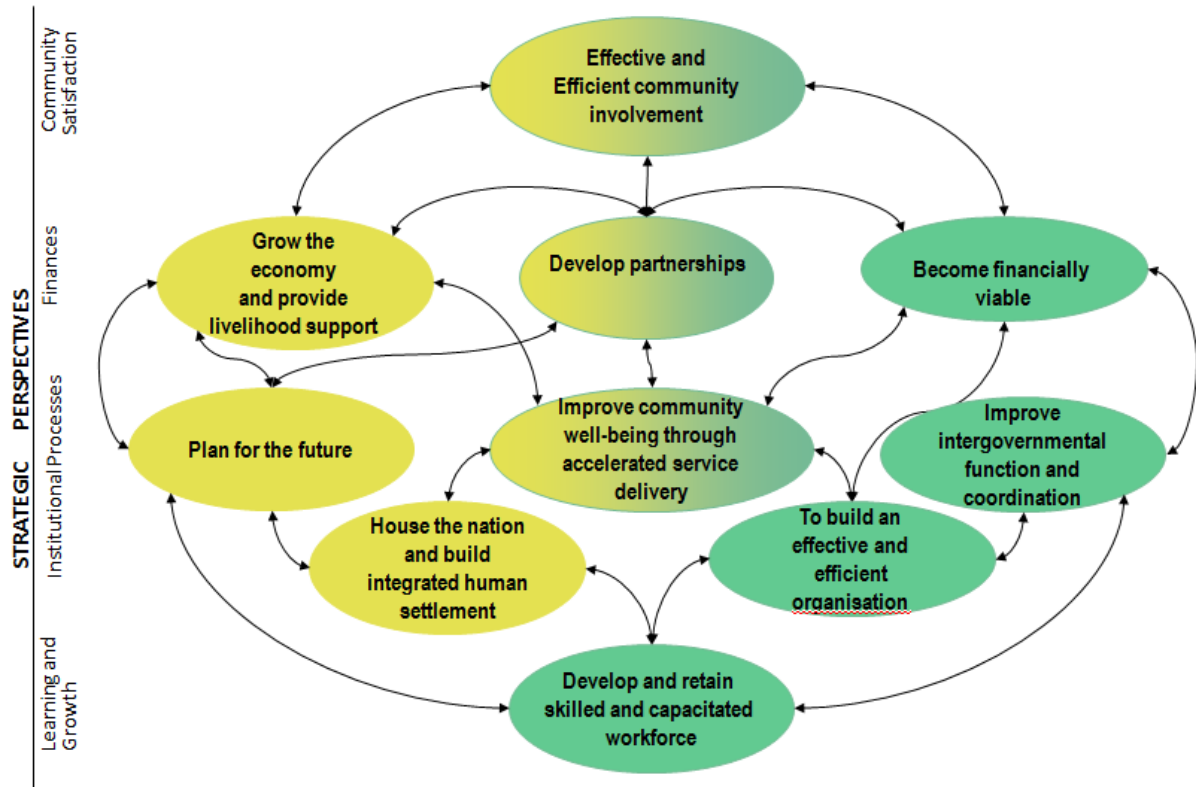 STRATEGIC PERSPECTIVES
Community
Satisfaction
Effective and
Efficient community
involvement
Finances
Grow the
economy
and provide
livelihood support
Develop partnerships
Become financially
viable
Institutional Processes
Plan for the future
Improve community
well-being through
accelerated service
delivery
Improve
intergovernmental
function and
coordination
House the nation
and build
integrated human
settlement
To build an
effective and
efficient
organisation
Learning and
Growth
Develop and retain
skilled and capacitated
workforce